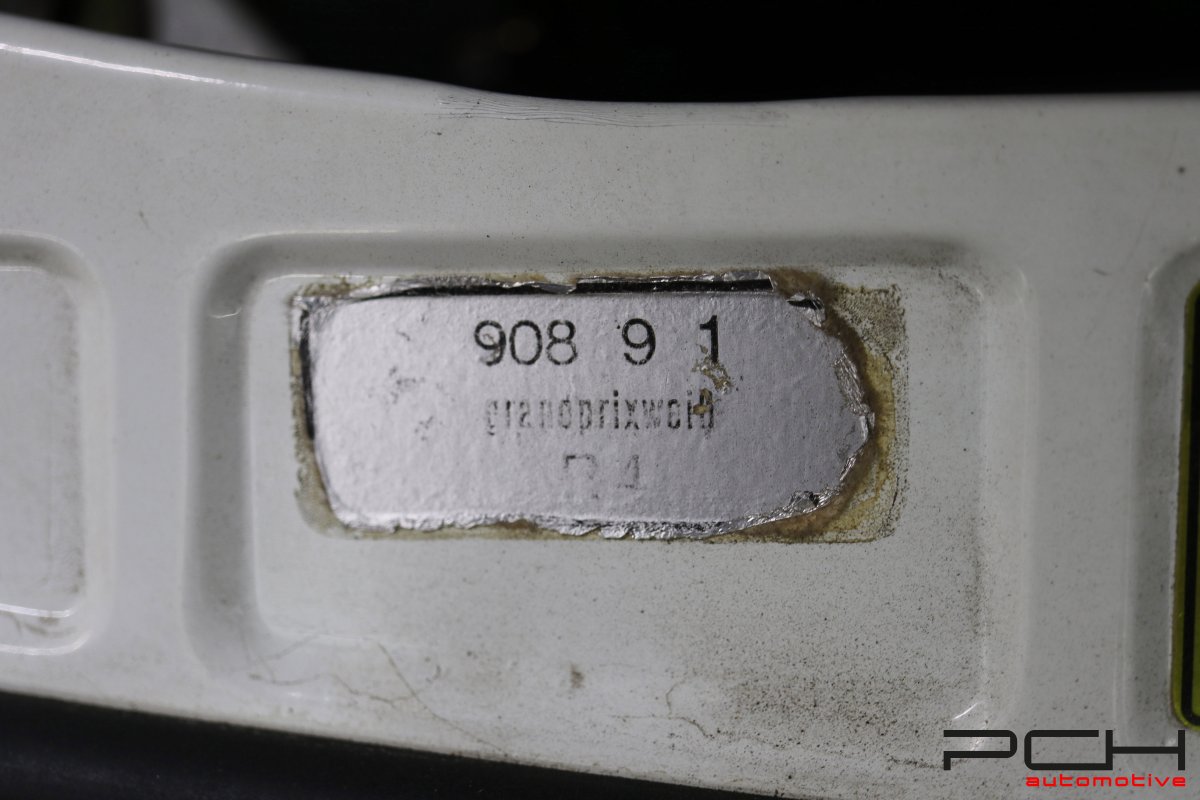 908 9 1
grandprixweiß
PCH
automotive